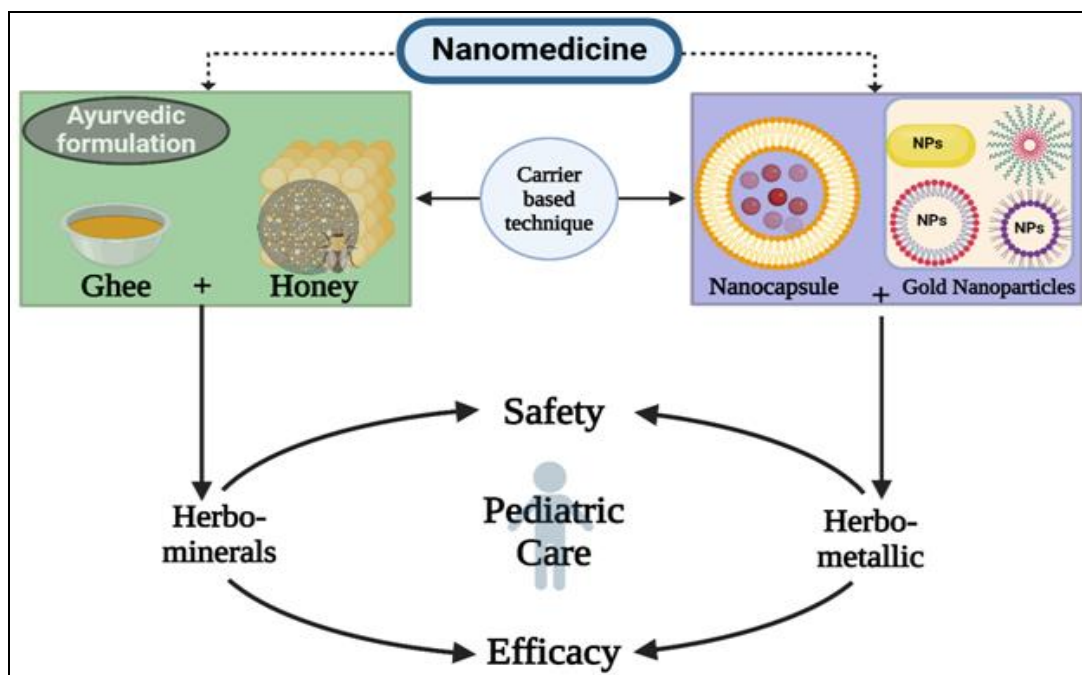 Nanomedicine
Ayurvedic
formulation
Ghee + Honey
Carrier
based
technique
NPs
NPs
NPs
Nanocapsule + Gold Nanoparticles
Safety
Herbo-
minerals
Pediatric
Care
Herbo-
metallic
Efficacy